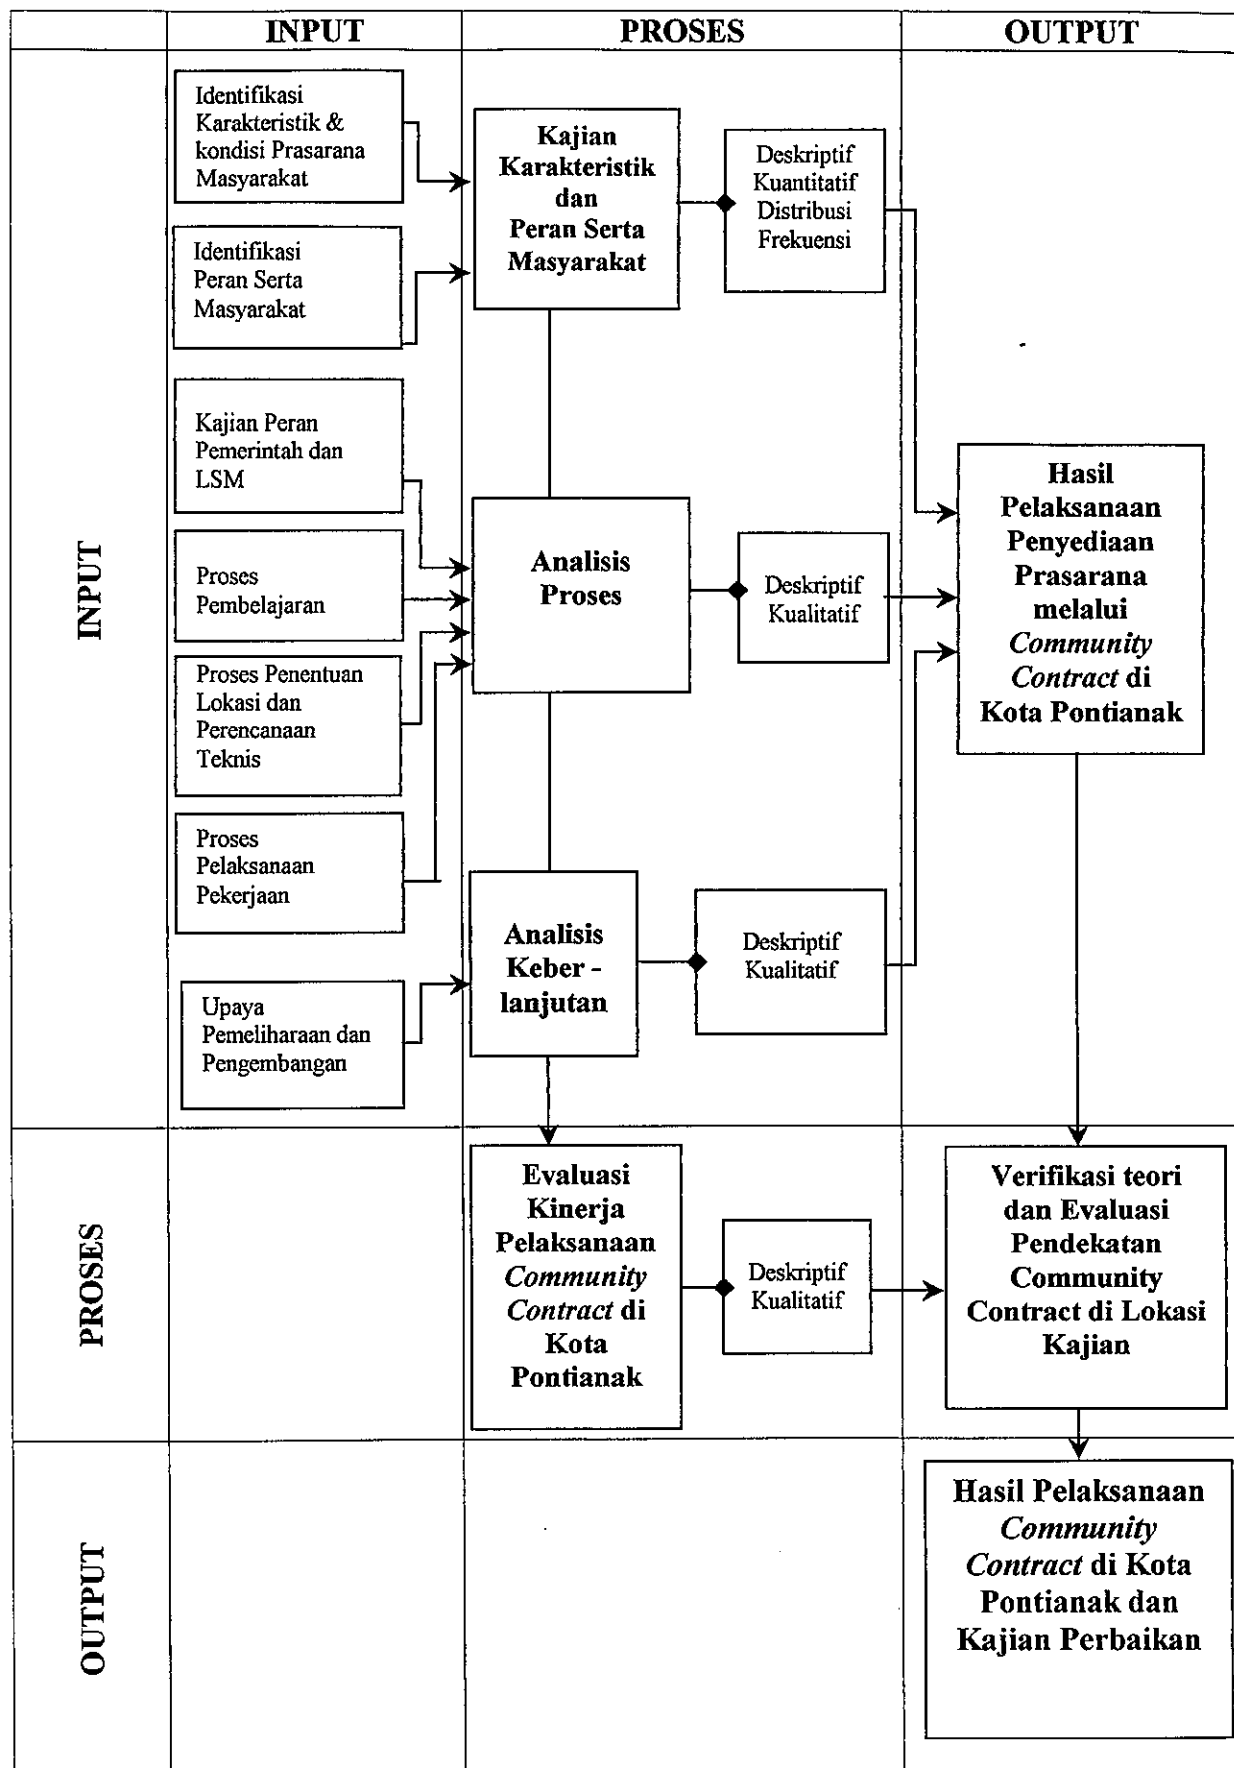 INPUT
PROSES
OUTPUT
INPUT
Identifikasi
Karakteristik &
kondisi Prasarana
Masyarakat
Identifikasi
Peran Serta
Masyarakat
Kajian Peran
Pemerintah dan
LSM
Proses
Pembelajaran
Proses Penentuan
Lokasi dan
Perencanaan
Teknis
Proses
Pelaksanaan
Pekerjaan
Upaya
Pemeliharaan dan
Pengembangan
Kajian
Karakteristik
dan
Peran Serta
Masyarakat
Deskriptif
Kuantitatif
Distribusi
Frekuensi
Analisis
Proses
Deskriptif
Kualitatif
Analisis
Keber -
lanjutan
Deskriptif
Kualitatif
Hasil
Pelaksanaan
Penyediaan
Prasarana
melalui
Community
Contract di
Kota Pontianak
PROSES
Evaluasi
Kinerja
Pelaksanaan
Community
Contract di
Kota
Pontianak
Deskriptif
Kualitatif
Verifikasi teori
dan Evaluasi
Pendekatan
Community
Contract di Lokasi
Kajian
OUTPUT
Hasil Pelaksanaan
Community
Contract di Kota
Pontianak dan
Kajian Perbaikan